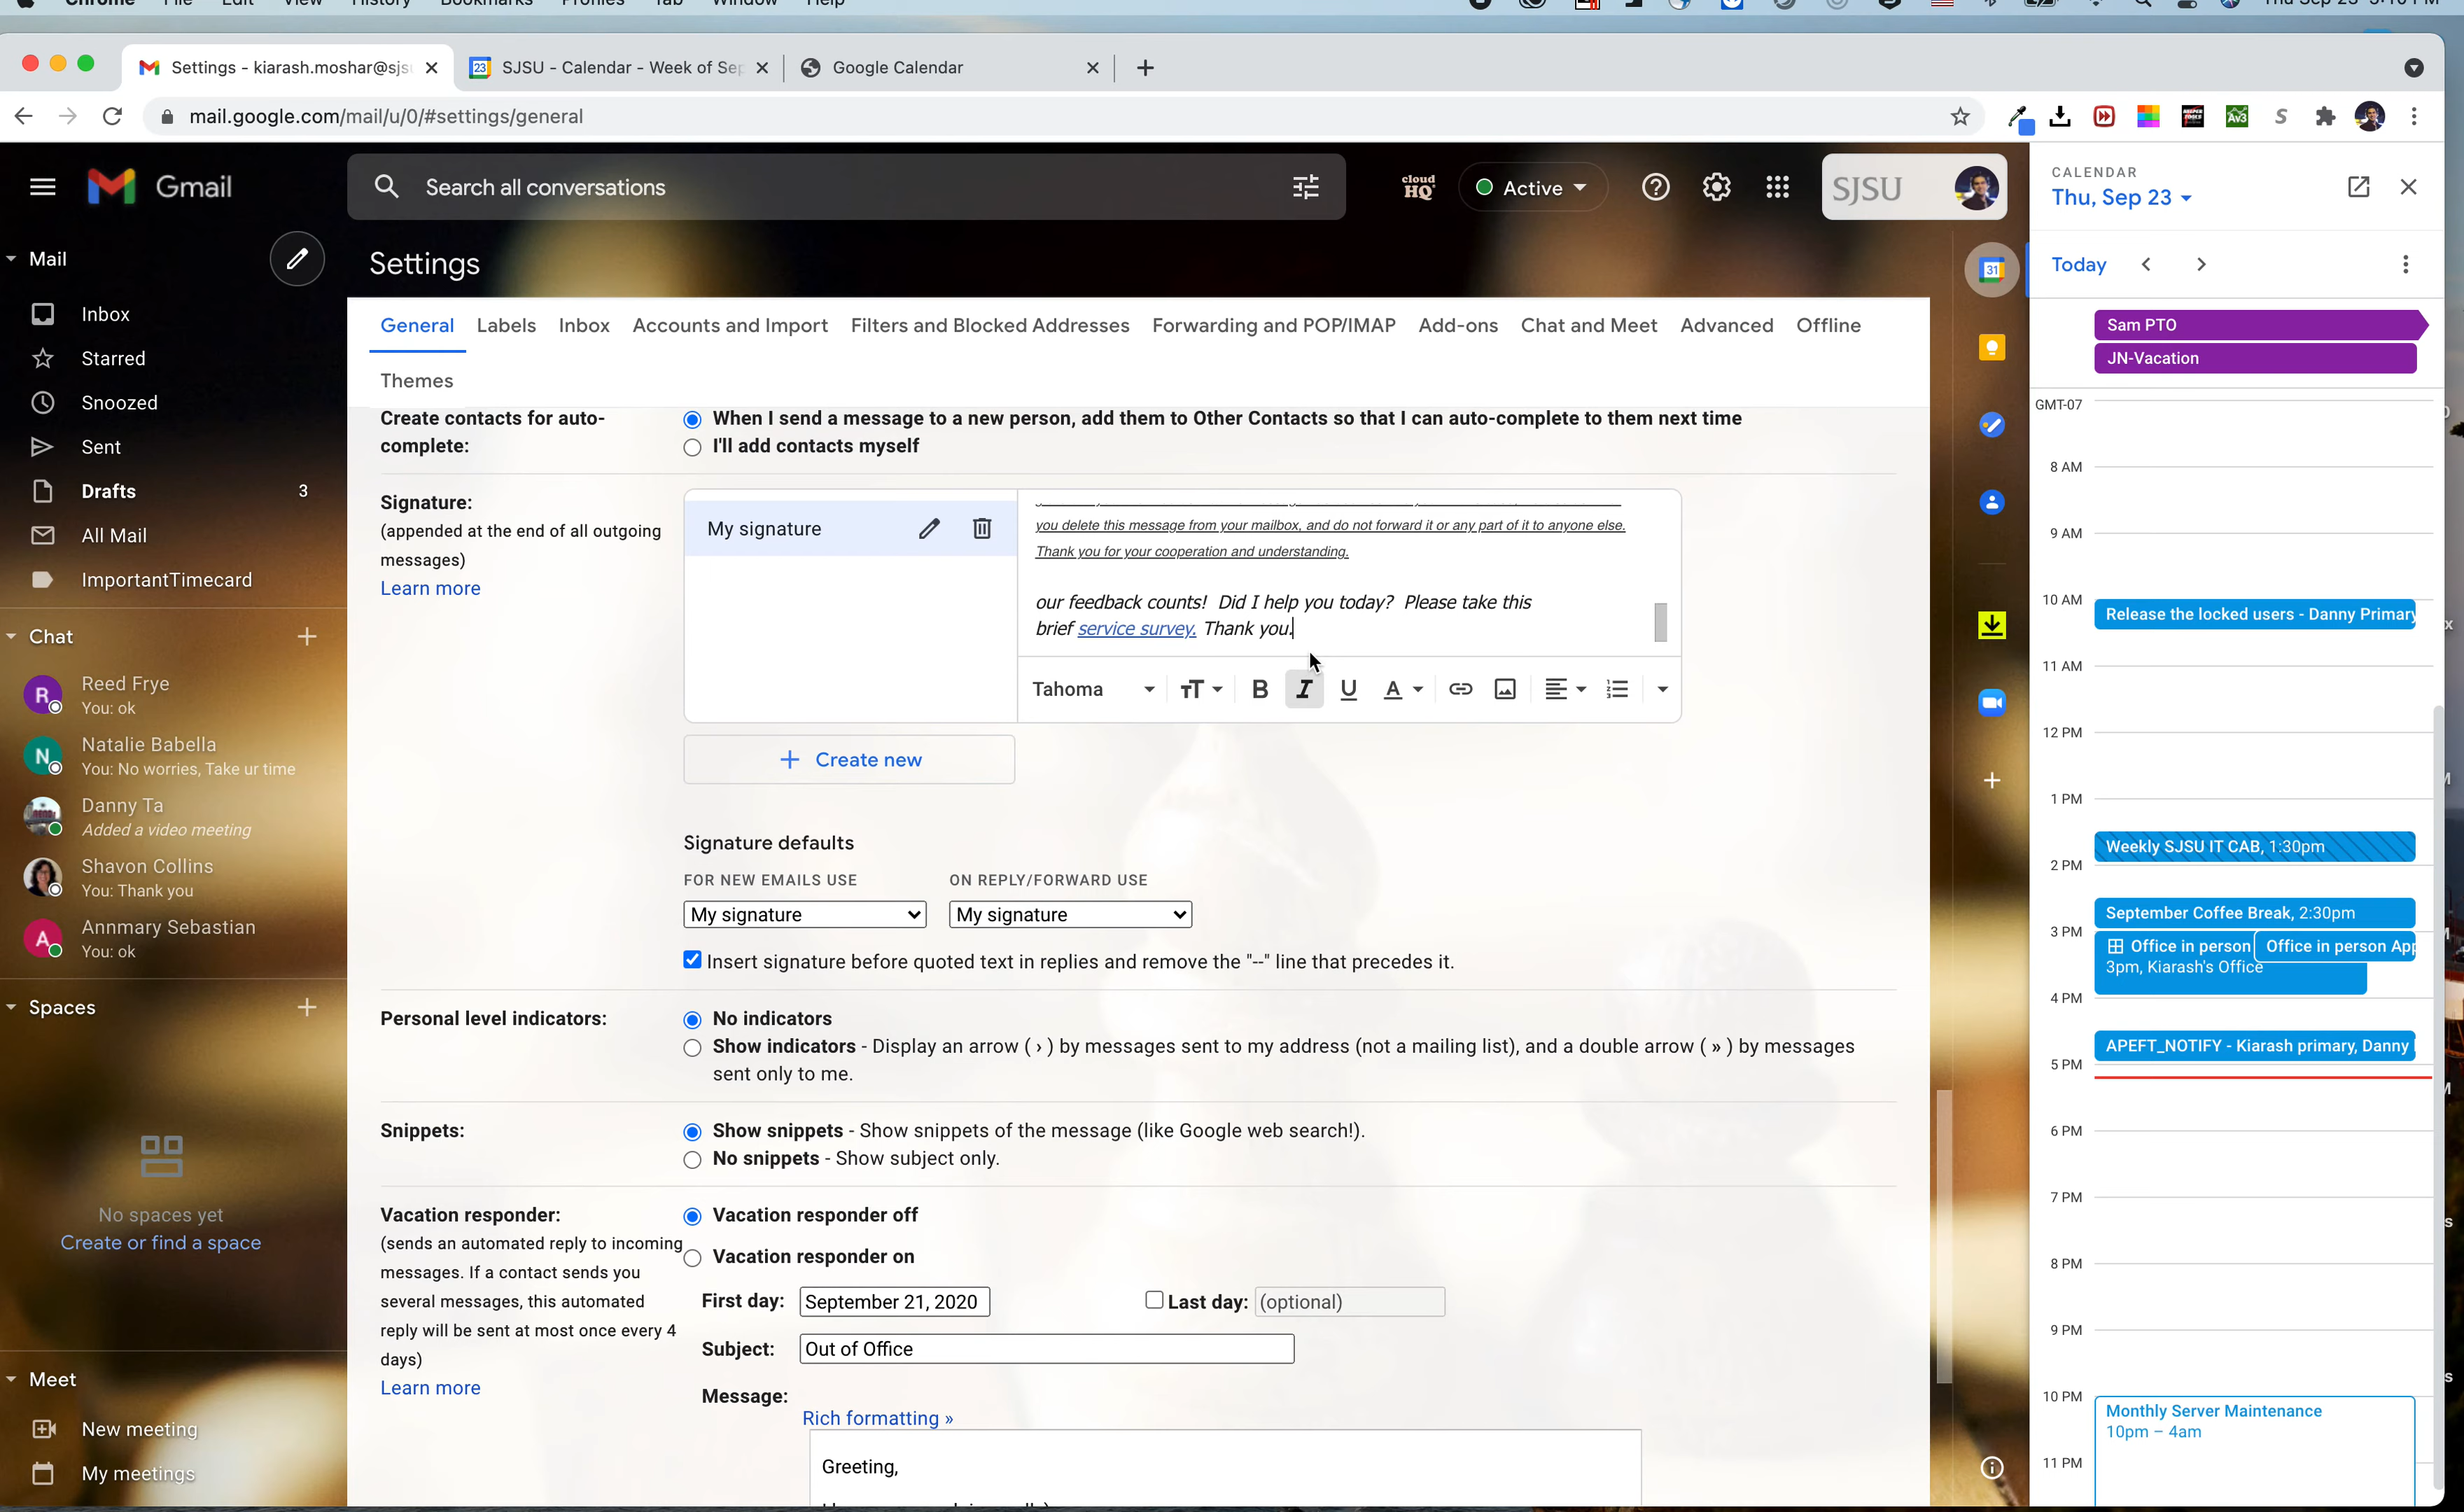 Chrome File Edit View History Bookmarks Profiles Tab Window Help
Settings - kiarash.moshar@sjs
SJSU - Calendar - Week of Sep
Google Calendar
mail.google.com/mail/u/0/#settings/general
Gmail
Search all conversations
cloud
HQ
Active
SJSU
Mail
Inbox
Starred
Snoozed
Sent
Drafts 3
All Mail
ImportantTimecard
Chat
Reed Frye
You: ok
Natalie Babella
You: No worries, Take ur time
Danny Ta
Added a video meeting
Shavon Collins
You: Thank you
Annmary Sebastian
You: ok
Spaces
No spaces yet
Create or find a space
Meet
New meeting
My meetings
Settings
General Labels Inbox Accounts and Import Filters and Blocked Addresses Forwarding and POP/IMAP Add-ons Chat and Meet Advanced Offline
Themes
Create contacts for auto-
complete:
When I send a message to a new person, add them to Other Contacts so that I can auto-complete to them next time
I'll add contacts myself
Signature:
(appended at the end of all outgoing
messages)
Learn more
My signature
you delete this message from your mailbox, and do not forward it or any part of it to anyone else.
Thank you for your cooperation and understanding.
our feedback counts! Did I help you today? Please take this
brief service survey. Thank you.
Tahoma
Create new
Signature defaults
FOR NEW EMAILS USE ON REPLY/FORWARD USE
My signature My signature
Insert signature before quoted text in replies and remove the "--" line that precedes it.
Personal level indicators:
No indicators
Show indicators - Display an arrow ( › ) by messages sent to my address (not a mailing list), and a double arrow ( » ) by messages
sent only to me.
Snippets:
Show snippets - Show snippets of the message (like Google web search!).
No snippets - Show subject only.
Vacation responder:
(sends an automated reply to incoming
messages. If a contact sends you
several messages, this automated
reply will be sent at most once every 4
days)
Learn more
Vacation responder off
Vacation responder on
First day: September 21, 2020 Last day: (optional)
Subject: Out of Office
Message:
Rich formatting »
Greeting,
CALENDAR
Thu, Sep 23
Today
Sam PTO
JN-Vacation
GMT-07
8 AM
9 AM
10 AM
Release the locked users - Danny Primary
11 AM
12 PM
1 PM
Weekly SJSU IT CAB, 1:30pm
2 PM
September Coffee Break, 2:30pm
3 PM
Office in person
3pm, Kiarash's Office
Office in person App
4 PM
APEFT_NOTIFY - Kiarash primary, Danny
5 PM
6 PM
7 PM
8 PM
9 PM
10 PM
Monthly Server Maintenance
10pm – 4am
11 PM